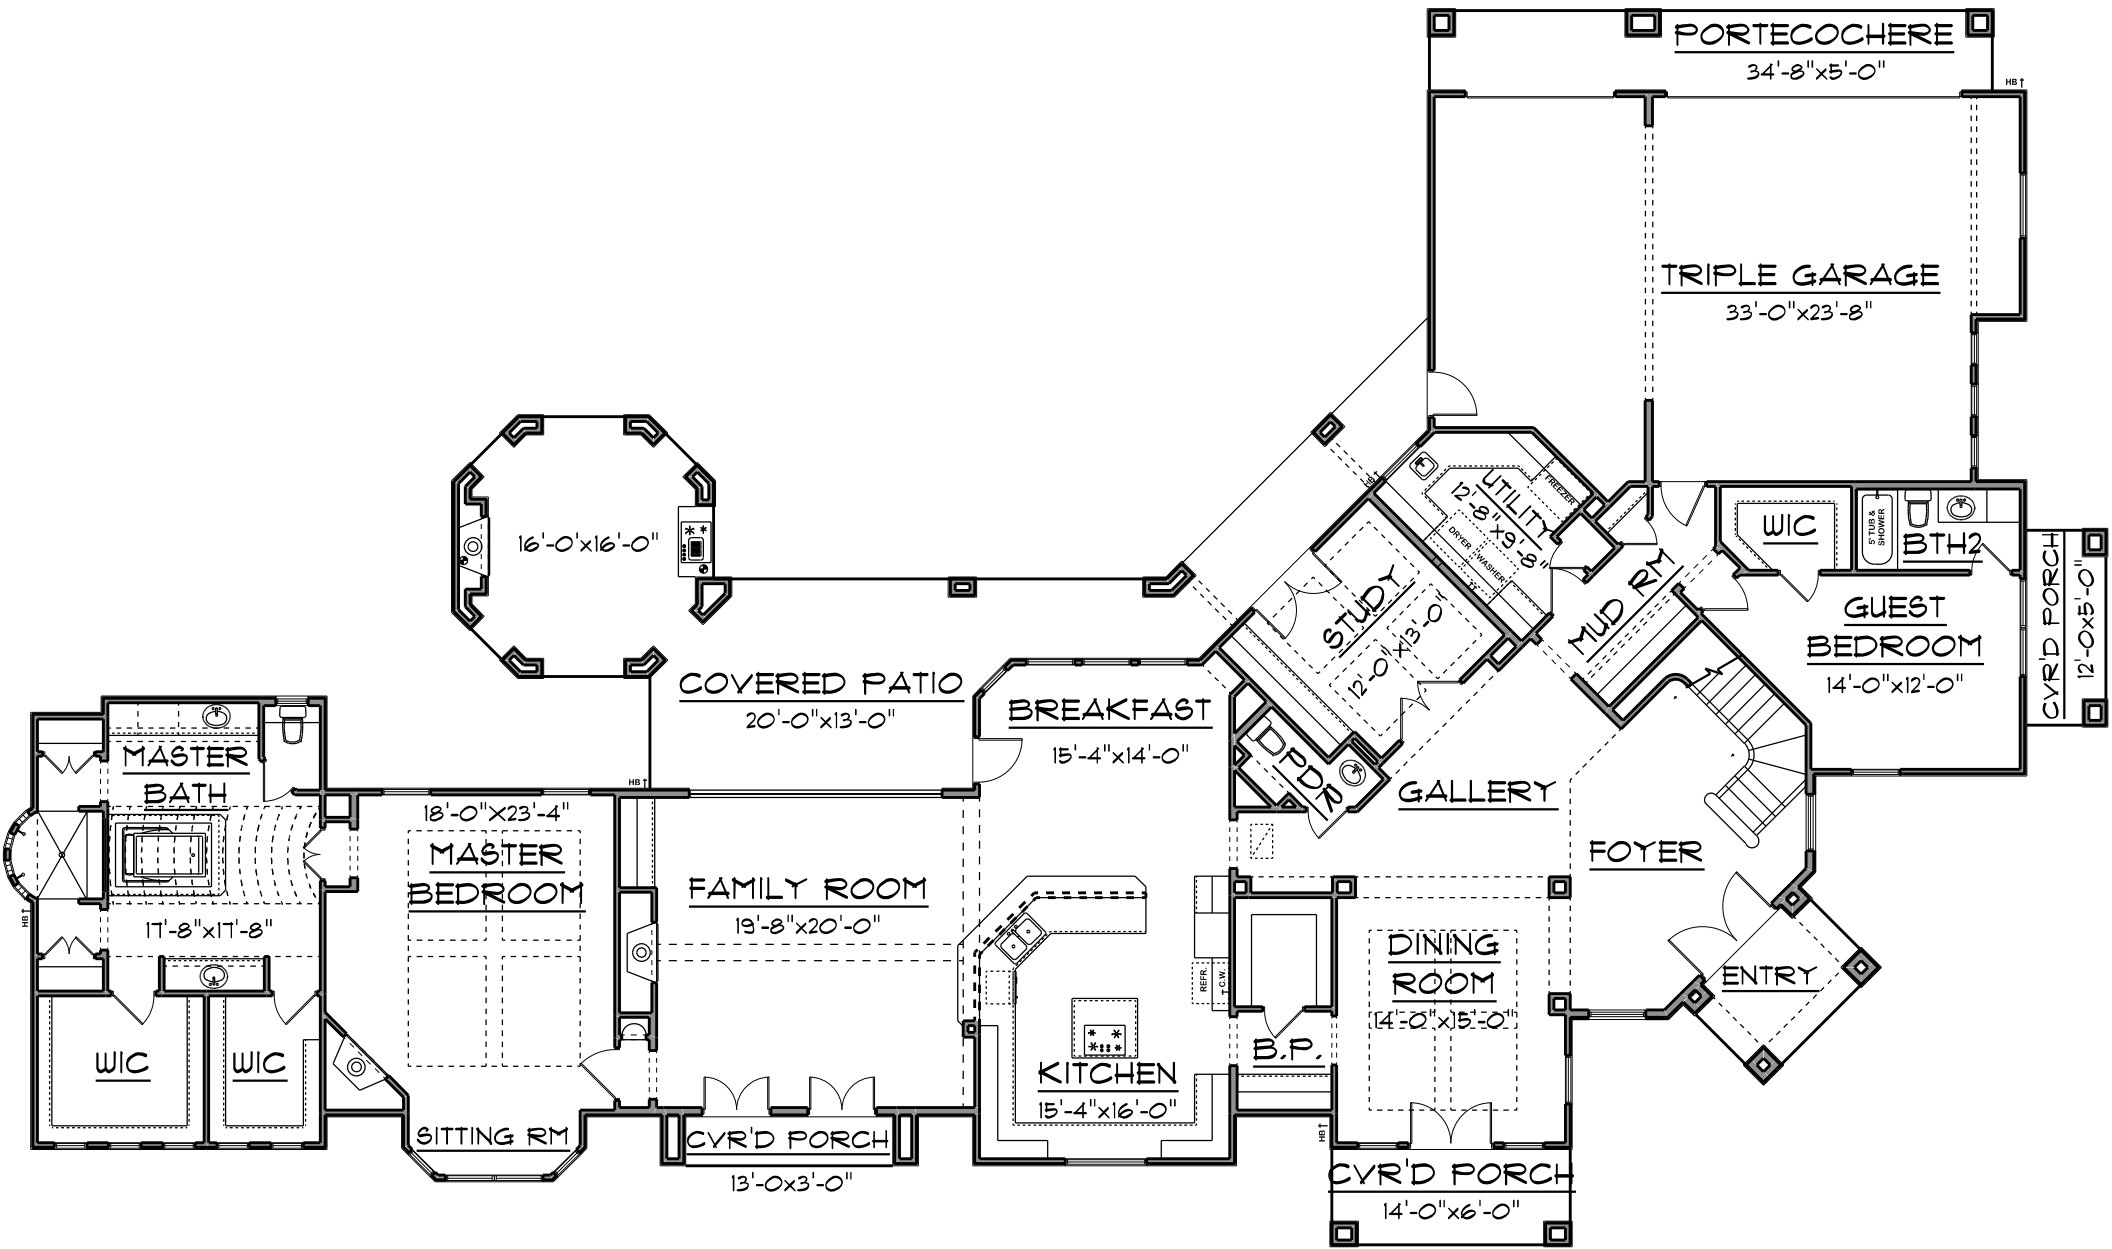 PORTECOCHERE
34'-8"x5'-0"
HB
TRIPLE GARAGE
33'-0"x23'-8"
UTILITY
12'-8"x9'-8"
FREEZER
DRYER
WASHER
HB
16'-0'x16'-0"
WIC
5' TUB &
SHOWER
BTH2
CVR'D PORCH
12'-0x5'-0"
STUDY
12'-0"x13'-0"
MUD RM
GUEST
BEDROOM
14'-0"x12'-0"
COVERED PATIO
20'-0"x13'-0"
BREAKFAST
15'-4"x14'-0"
HB
PDR
GALLERY
MASTER
BATH
17'-8"x17'-8"
HB
18'-0"x23'-4"
MASTER
BEDROOM
FAMILY ROOM
19'-8"x20'-0"
FOYER
DINING
ROOM
14'-0"x15'-0"
ENTRY
REFR.
C.W.
B.P.
KITCHEN
15'-4"x16'-0"
WIC
WIC
SITTING RM
CVR'D PORCH
13'-0x3'-0"
HB
CVR'D PORCH
14'-0"x6'-0"